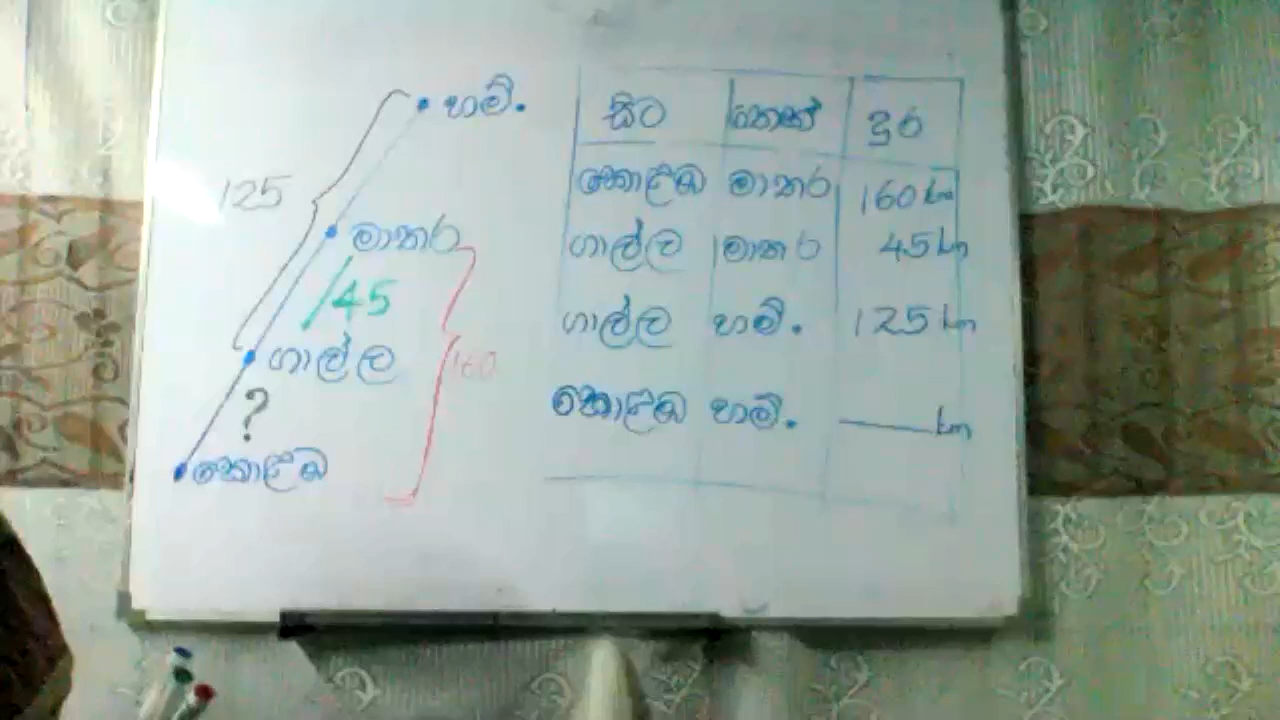 හම්.
125
මාතර
45
160
ගාල්ල
?
කොළඹ
සිට තෙක් දුර
කොළඹ මාතර 160 km
ගාල්ල මාතර 45 km
ගාල්ල හම්. 125 km
කොළඹ හම්. ____ km